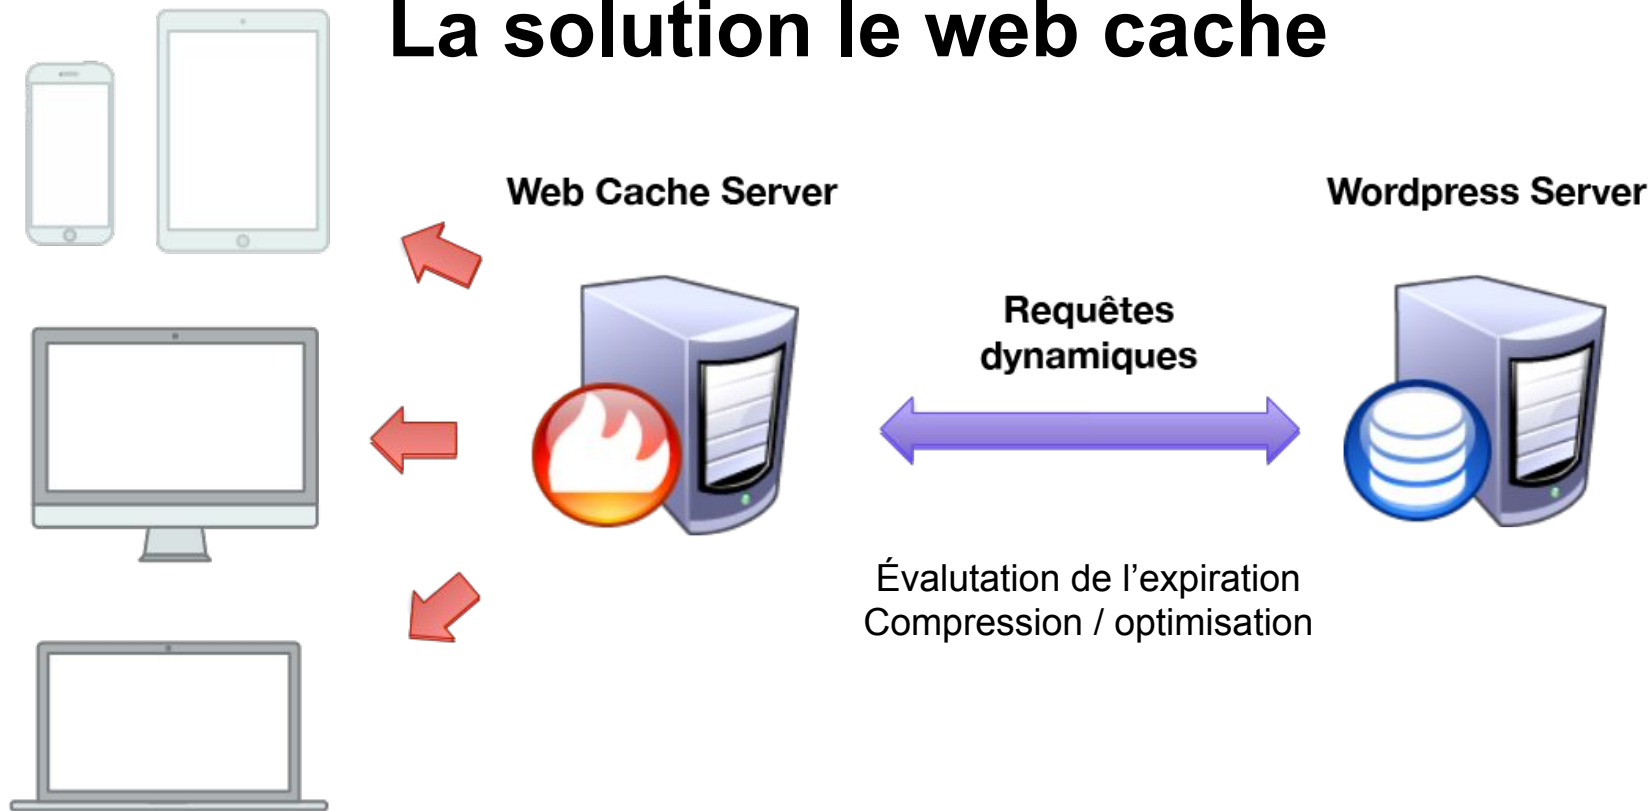 La solution le web cache
Web Cache Server
Wordpress Server
Requêtes
dynamiques
Évalutation de l’expiration
Compression / optimisation